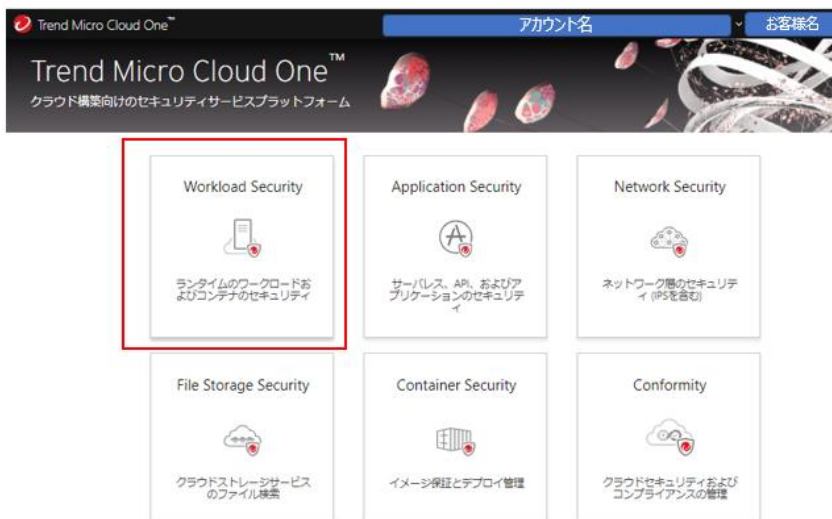 Trend Micro Cloud One™
アカウント名
お客様名
Trend Micro Cloud One™
クラウド構築向けのセキュリティサービスプラットフォーム
Workload Security
ランタイムのワークロードお
よびコンテナのセキュリティ
Application Security
サーバレス、API、およびア
プリケーションのセキュリテ
ィ
Network Security
ネットワーク層のセキュリテ
ィ (IPSを含む)
File Storage Security
クラウドストレージサービス
のファイル検索
Container Security
イメージ保証とデプロイ管理
Conformity
クラウドセキュリティおよび
コンプライアンスの管理